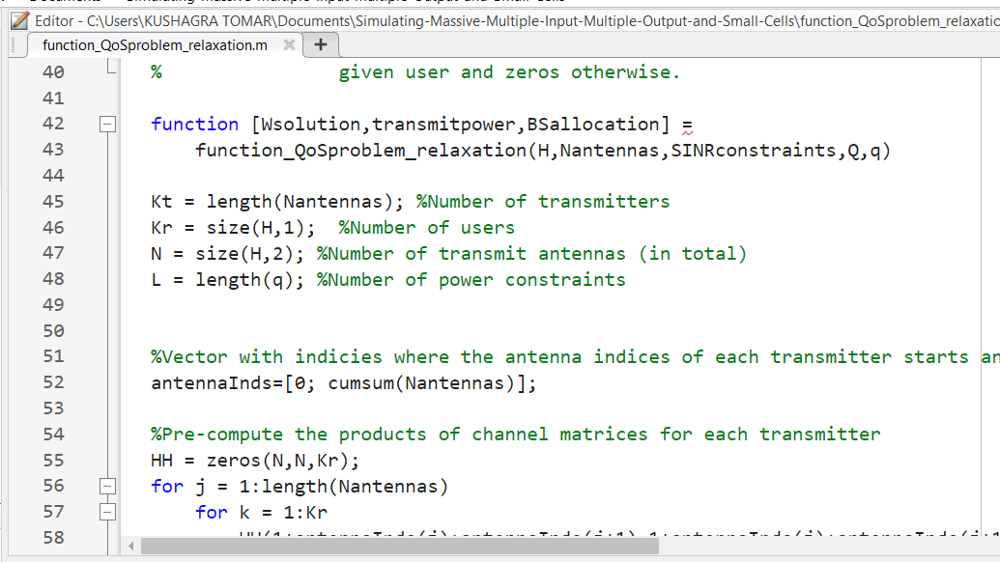 Editor - C:\Users\KUSHAGRA TOMAR\Documents\Simulating-Massive-Multiple-Input-Multiple-Output-and-Small-Cells\function_QoSproblem_relaxatio
function_QoSproblem_relaxation.m × +
40 % given user and zeros otherwise.
41
42 function [Wsolution,transmitpower,BSallocation] =
43 function_QoSproblem_relaxation(H,Nantennas,SINRconstraints,Q,q)
44
45 Kt = length(Nantennas); %Number of transmitters
46 Kr = size(H,1); %Number of users
47 N = size(H,2); %Number of transmit antennas (in total)
48 L = length(q); %Number of power constraints
49
50
51 %Vector with indicies where the antenna indices of each transmitter starts an
52 antennaInds=[0; cumsum(Nantennas)];
53
54 %Pre-compute the products of channel matrices for each transmitter
55 HH = zeros(N,N,Kr);
56 for j = 1:length(Nantennas)
57 for k = 1:Kr
58